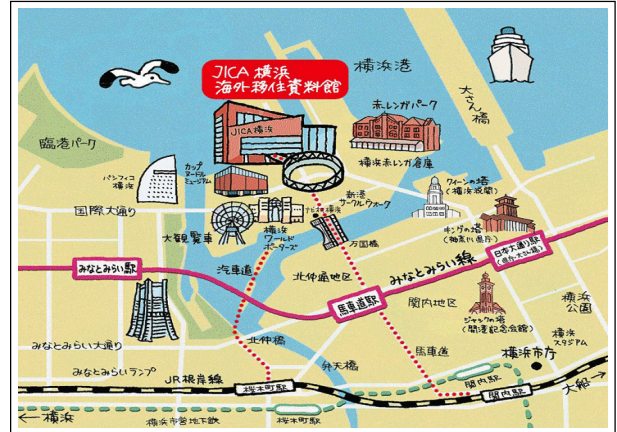 JICA 横浜
海外移住資料館
横浜港
大さん橋
臨港パーク
JICA横浜
赤レンガパーク
横浜赤レンガ倉庫
パシフィコ
横浜
カップ
ヌードル
ミュージアム
国際大通り
大観覧車
横浜
ワールド
ポーターズ
ナビオス横浜
新港
サークルウォーク
万国橋
クイーンの塔
(横浜税関)
キングの塔
(神奈川県庁)
日本大通り駅
(県庁・大さん橋)
みなとみらい駅
汽車道
北仲通地区
みなとみらい線
馬車道駅
関内地区
ジャックの塔
(開港記念会館)
横浜
公園
横浜
スタジアム
みなとみらい大通り
北仲橋
弁天橋
馬車道
横浜市庁
みなとみらいランプ
JR根岸線
桜木町駅
関内駅
関内駅
大船
横浜
横浜市営地下鉄
桜木町駅